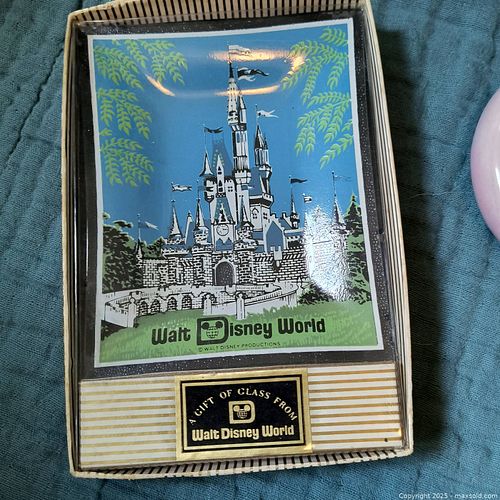 Walt Disney World
© WALT DISNEY PRODUCTIONS
A GIFT OF GLASS FROM
Walt Disney World
Copyright 2025 - maxsold.com